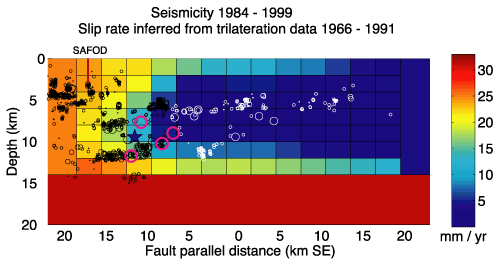 Seismicity 1984 - 1999
Slip rate inferred from trilateration data 1966 - 1991
SAFOD
0
5
10
15
20
Depth (km)
20 15 10 5 0 5 10 15 20
Fault parallel distance (km SE)
30
25
20
15
10
5
mm / yr